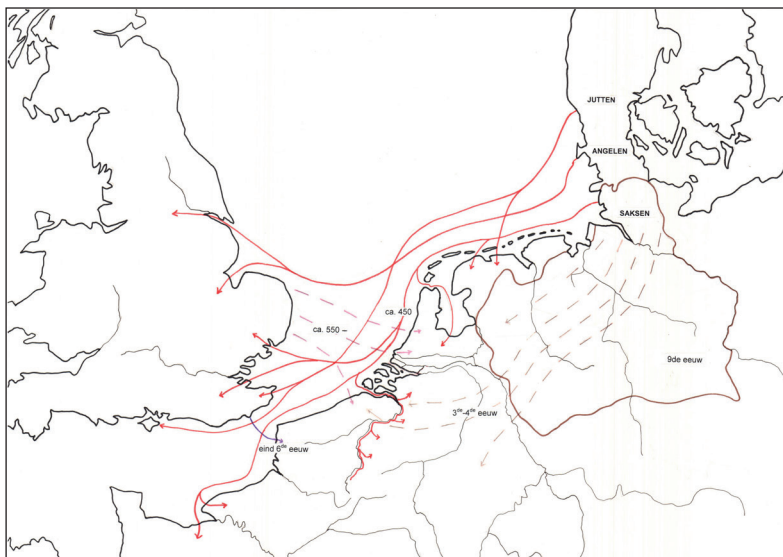 JUTTEN
ANGELEN
SAKSEN
ca. 450
ca. 550 –
9de eeuw
3de-4de eeuw
eind 6de eeuw